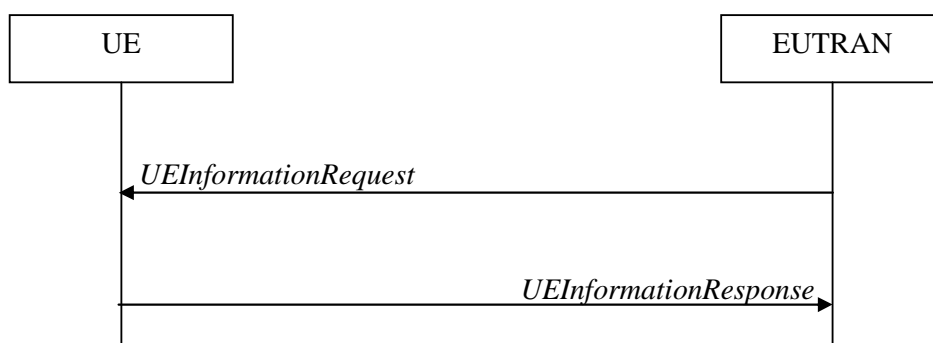 UE
EUTRAN
UEInformationRequest
UEInformationResponse